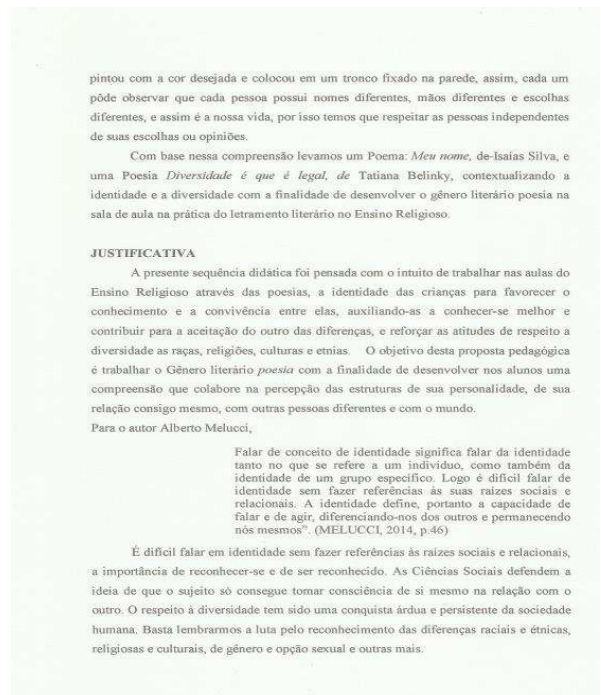 pintou com a cor desejada e colocou em um tronco fixado na parede, assim, cada um
pôde observar que cada pessoa possui nomes diferentes, mãos diferentes e escolhas
diferentes, e assim é a nossa vida, por isso temos que respeitar as pessoas independentes
de suas escolhas ou opiniões.
Com base nessa compreensão levamos um Poema: Meu nome, de-Isaías Silva, e
uma Poesia Diversidade é que é legal, de Tatiana Belinky, contextualizando a
identidade e a diversidade com a finalidade de desenvolver o gênero literário poesia na
sala de aula na prática do letramento literário no Ensino Religioso.
JUSTIFICATIVA
A presente sequência didática foi pensada com o intuito de trabalhar nas aulas do
Ensino Religioso através das poesias, a identidade das crianças para favorecer o
conhecimento e a convivência entre elas, auxiliando-as a conhecer-se melhor e
contribuir para a aceitação do outro das diferenças, e reforçar as atitudes de respeito a
diversidade as raças, religiões, culturas e etnias. O objetivo desta proposta pedagógica
é trabalhar o Gênero literário poesia com a finalidade de desenvolver nos alunos uma
compreensão que colabore na percepção das estruturas de sua personalidade, de sua
relação consigo mesmo, com outras pessoas diferentes e com o mundo.
Para o autor Alberto Melucci,
Falar de conceito de identidade significa falar da identidade
tanto no que se refere a um indivíduo, como também da
identidade de um grupo específico. Logo é difícil falar de
identidade sem fazer referências às suas raízes sociais e
relacionais. A identidade define, portanto a capacidade de
falar e de agir, diferenciando-nos dos outros e permanecendo
nós mesmos". (MELUCCI, 2014, p.46)
É difícil falar em identidade sem fazer referências às raízes sociais e relacionais,
a importância de reconhecer-se e de ser reconhecido. As Ciências Sociais defendem a
ideia de que o sujeito só consegue tomar consciência de si mesmo na relação com o
outro. O respeito à diversidade tem sido uma conquista árdua e persistente da sociedade
humana. Basta lembrarmos a luta pelo reconhecimento das diferenças raciais e étnicas,
religiosas e culturais, de gênero e opção sexual e outras mais.